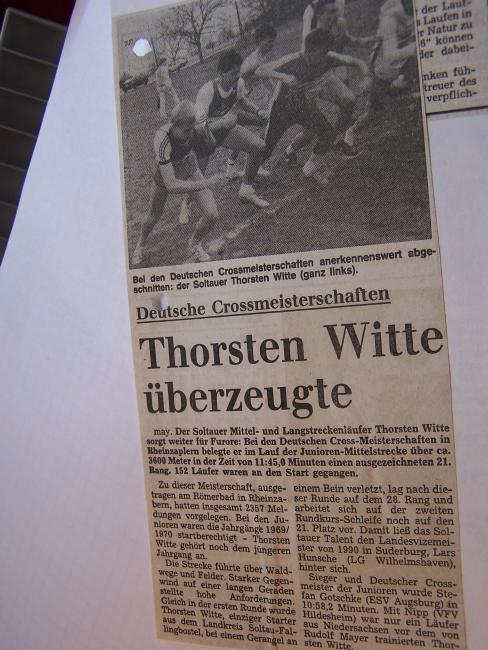 der Lauf-
s Laufen in
r Natur zu
6" können
der dabei-
nken füh-
treuer des
verpflich-
Bei den Deutschen Crossmeisterschaften anerkennenswert abge-
schnitten: der Soltauer Thorsten Witte (ganz links).
Deutsche Crossmeisterschaften
Thorsten Witte
überzeugte
may. Der Soltauer Mittel- und Langstreckenläufer Thorsten Witte
sorgt weiter für Furore: Bei den Deutschen Cross-Meisterschaften in
Rheinzaplern belegte er im Lauf der Junioren-Mittelstrecke über ca.
3600 Meter in der Zeit von 11:45,0 Minuten einen ausgezeichneten 21.
Rang. 152 Läufer waren an den Start gegangen.
Zu dieser Meisterschaft, ausge-
tragen am Römerbad in Rheinza-
bern, hatten insgesamt 2357 Mel-
dungen vorgelegen. Bei den Ju-
nioren waren die Jahrgänge 1969/
1970 startberechtigt - Thorsten
Witte gehört noch dem jüngeren
Jahrgang an.
Die Strecke führte über Wald-
wege und Felder. Starker Gegen-
wind auf einer langen Geraden
stellte hohe Anforderungen.
Gleich in der ersten Runde wurde
Thorsten Witte, einziger Starter
aus dem Landkreis Soltau-Fal-
lingbostel, bei einem Gerangel an
einem Bein verletzt, lag nach die-
ser Runde auf dem 28. Rang und
arbeitet sich auf der zweiten
Rundkurs-Schleife noch auf den
21. Platz vor. Damit ließ das Sol-
tauer Talent den Landesvizemei-
ster von 1990 in Suderburg, Lars
Hunsche (LG Wilhelmshaven),
hinter sich.
Sieger und Deutscher Cross-
meister der Junioren wurde Ste-
fan Gotschke (ESV Augsburg) in
10:58,2 Minuten. Mit Nipp (VFV
Hildesheim) war nur ein Läufer
aus Niedersachsen vor dem von
Rudolf Mayer trainierten Thor-
sten Witte.